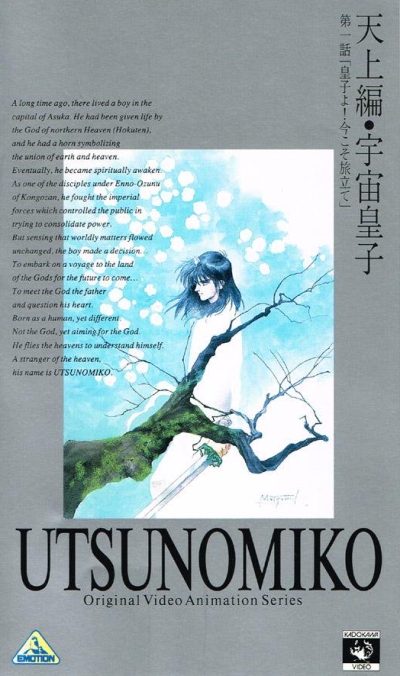 天上編・宇宙皇子
第一話「皇子よ!今こそ旅立て」
A long time ago, there lived a boy in the
capital of Asuka. He had been given life by
the God of northern Heaven (Hokuten),
and he had a horn symbolizing
the union of earth and heaven.
Eventually, he became spiritually awaken.
As one of the disciples under Enno-Ozunu
of Kongozan, he fought the imperial
forces which controlled the public in
trying to consolidate power.
But sensing that worldly matters flowed
unchanged, the boy made a decision...
To embark on a voyage to the land
of the Gods for the future to come...
To meet God the father
and question his heart.
Born as a human, yet different.
Not the God, yet aiming for the God.
He flies the heavens to understand himself.
A stranger of the heaven,
his name is UTSUNOMIKO.
UTSUNOMIKO
Original Video Animation Series
EMOTION
KADOKAWA
VIDEO